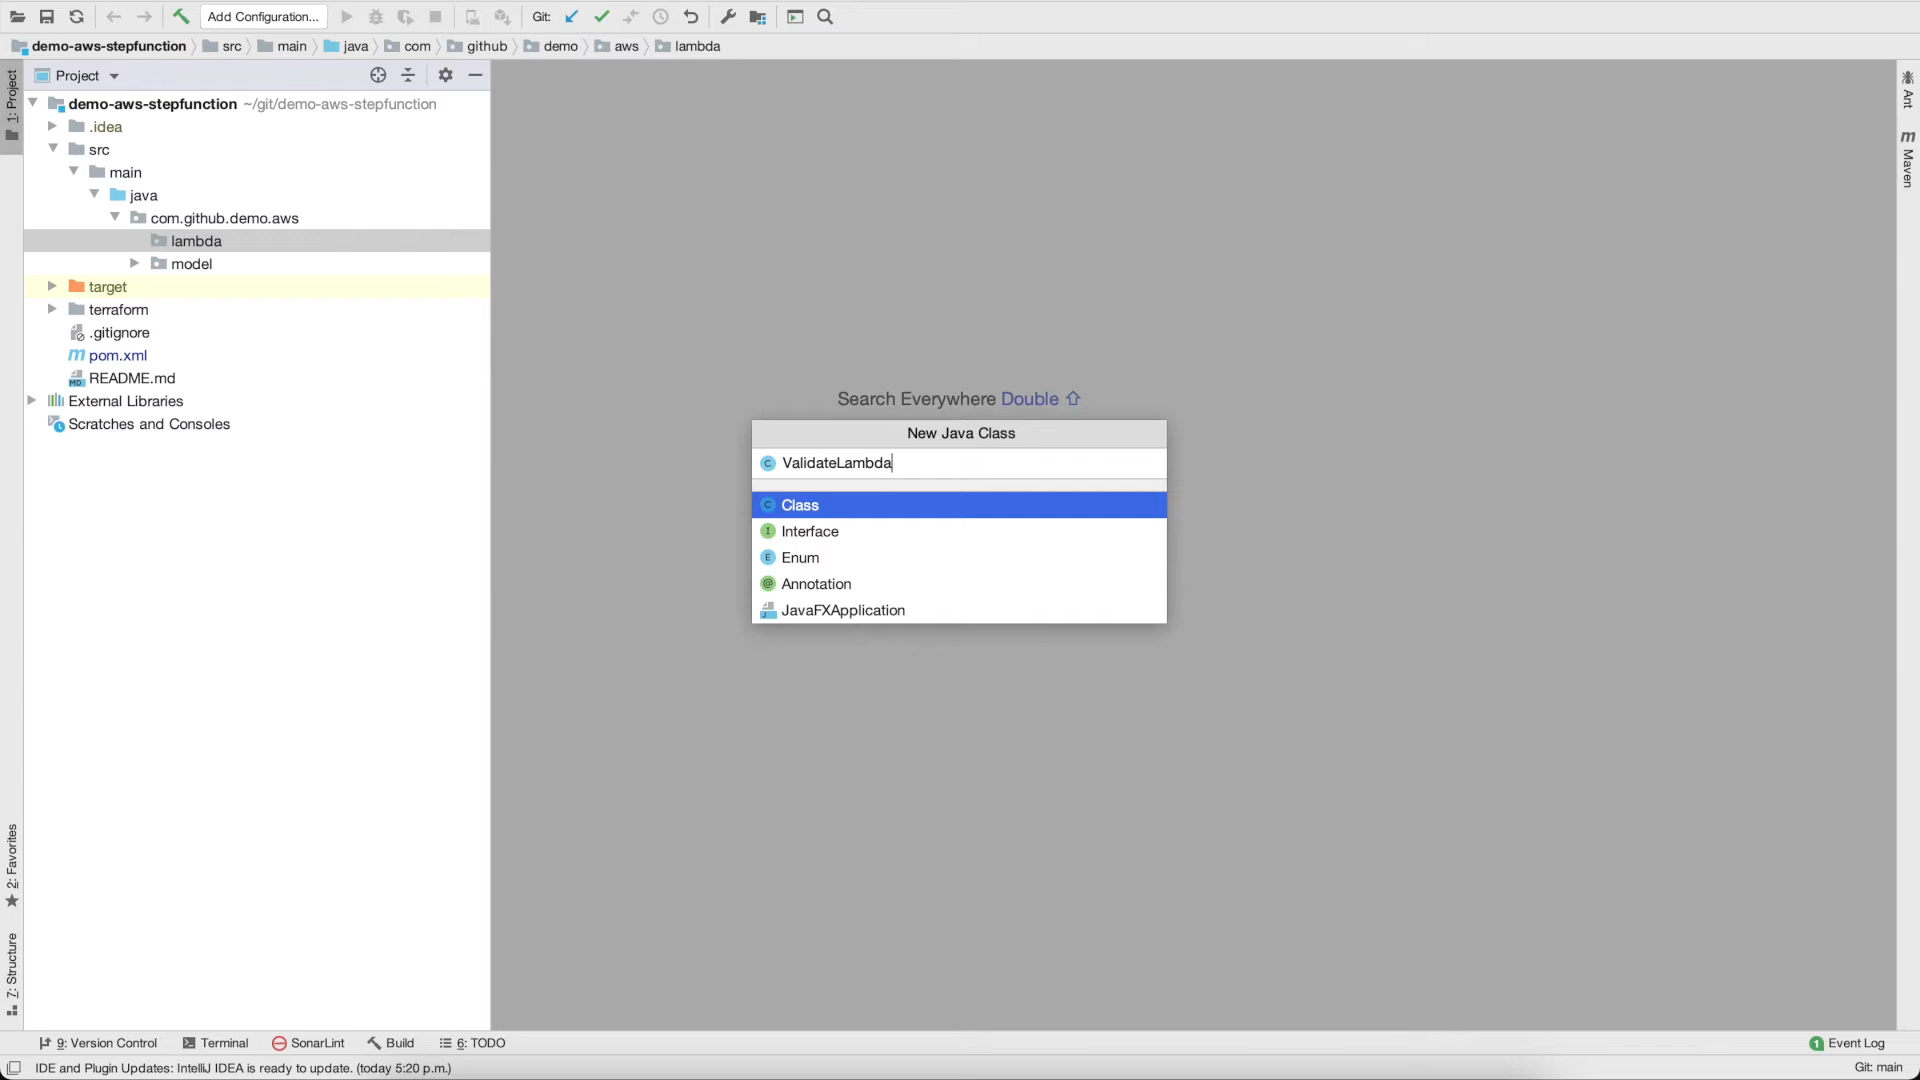 Add Configuration...
Git:
demo-aws-stepfunction
src
main
java
com
github
demo
aws
lambda
1: Project
Project
demo-aws-stepfunction ~/git/demo-aws-stepfunction
.idea
src
main
java
com.github.demo.aws
lambda
model
target
terraform
.gitignore
pom.xml
README.md
External Libraries
Scratches and Consoles
Search Everywhere Double ⇧
New Java Class
ValidateLambda
Class
Interface
Enum
Annotation
JavaFXApplication
Ant
Maven
2: Favorites
7: Structure
9: Version Control
Terminal
SonarLint
Build
6: TODO
1 Event Log
IDE and Plugin Updates: IntelliJ IDEA is ready to update. (today 5:20 p.m.)
Git: main